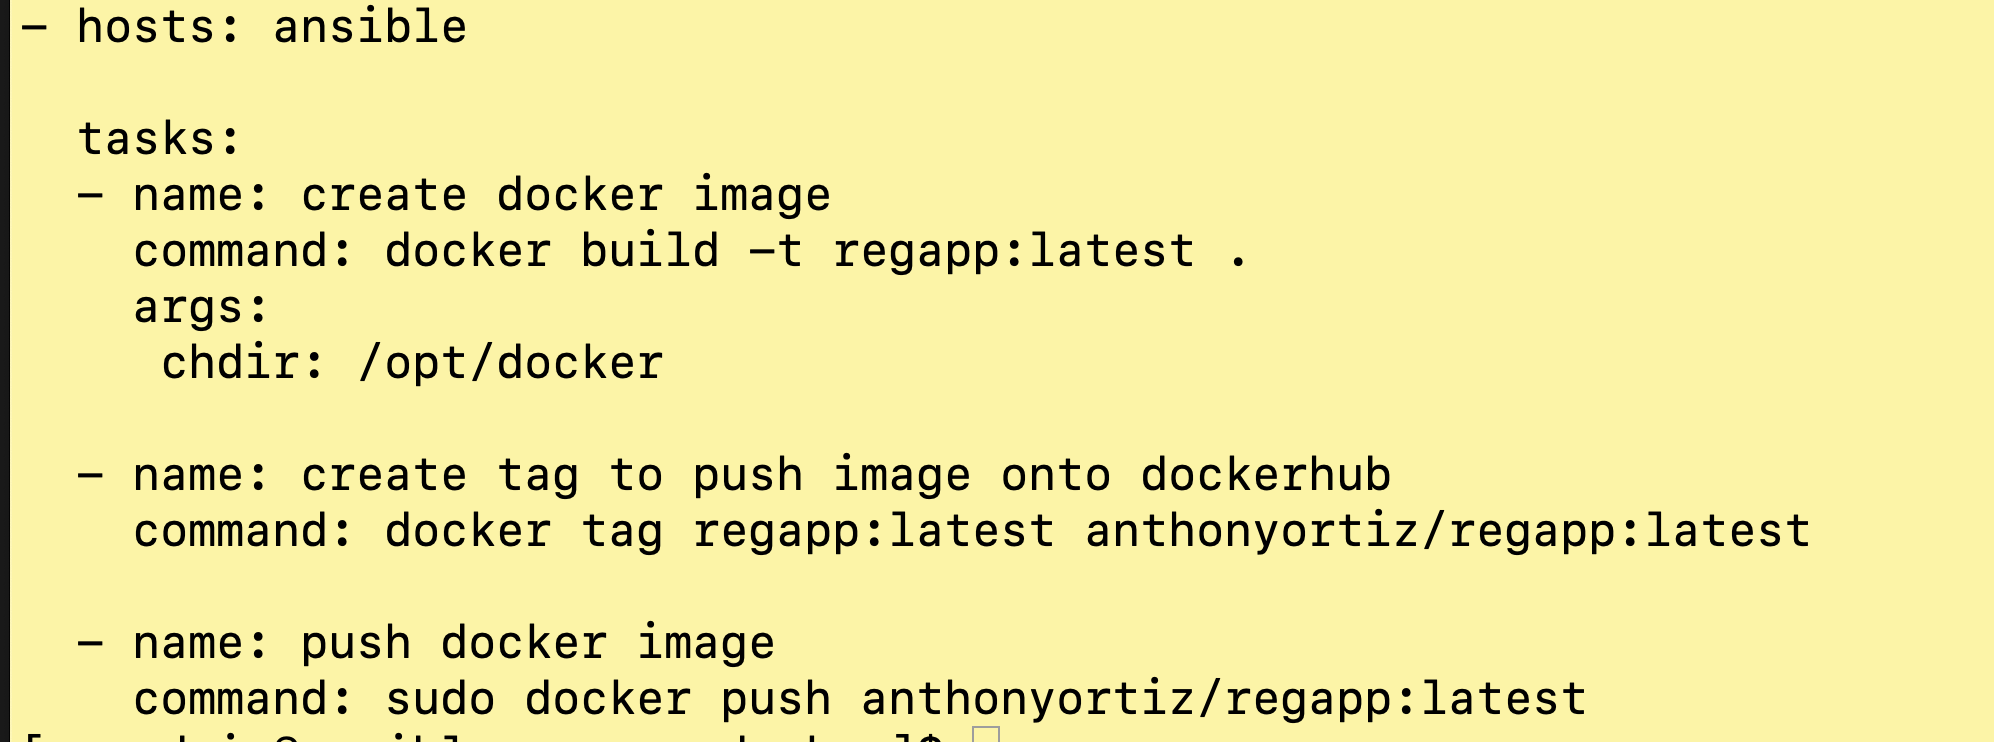 - hosts: ansible
tasks:
- name: create docker image
command: docker build -t regapp:latest .
args:
chdir: /opt/docker
- name: create tag to push image onto dockerhub
command: docker tag regapp:latest anthonyortiz/regapp:latest
- name: push docker image
command: sudo docker push anthonyortiz/regapp:latest